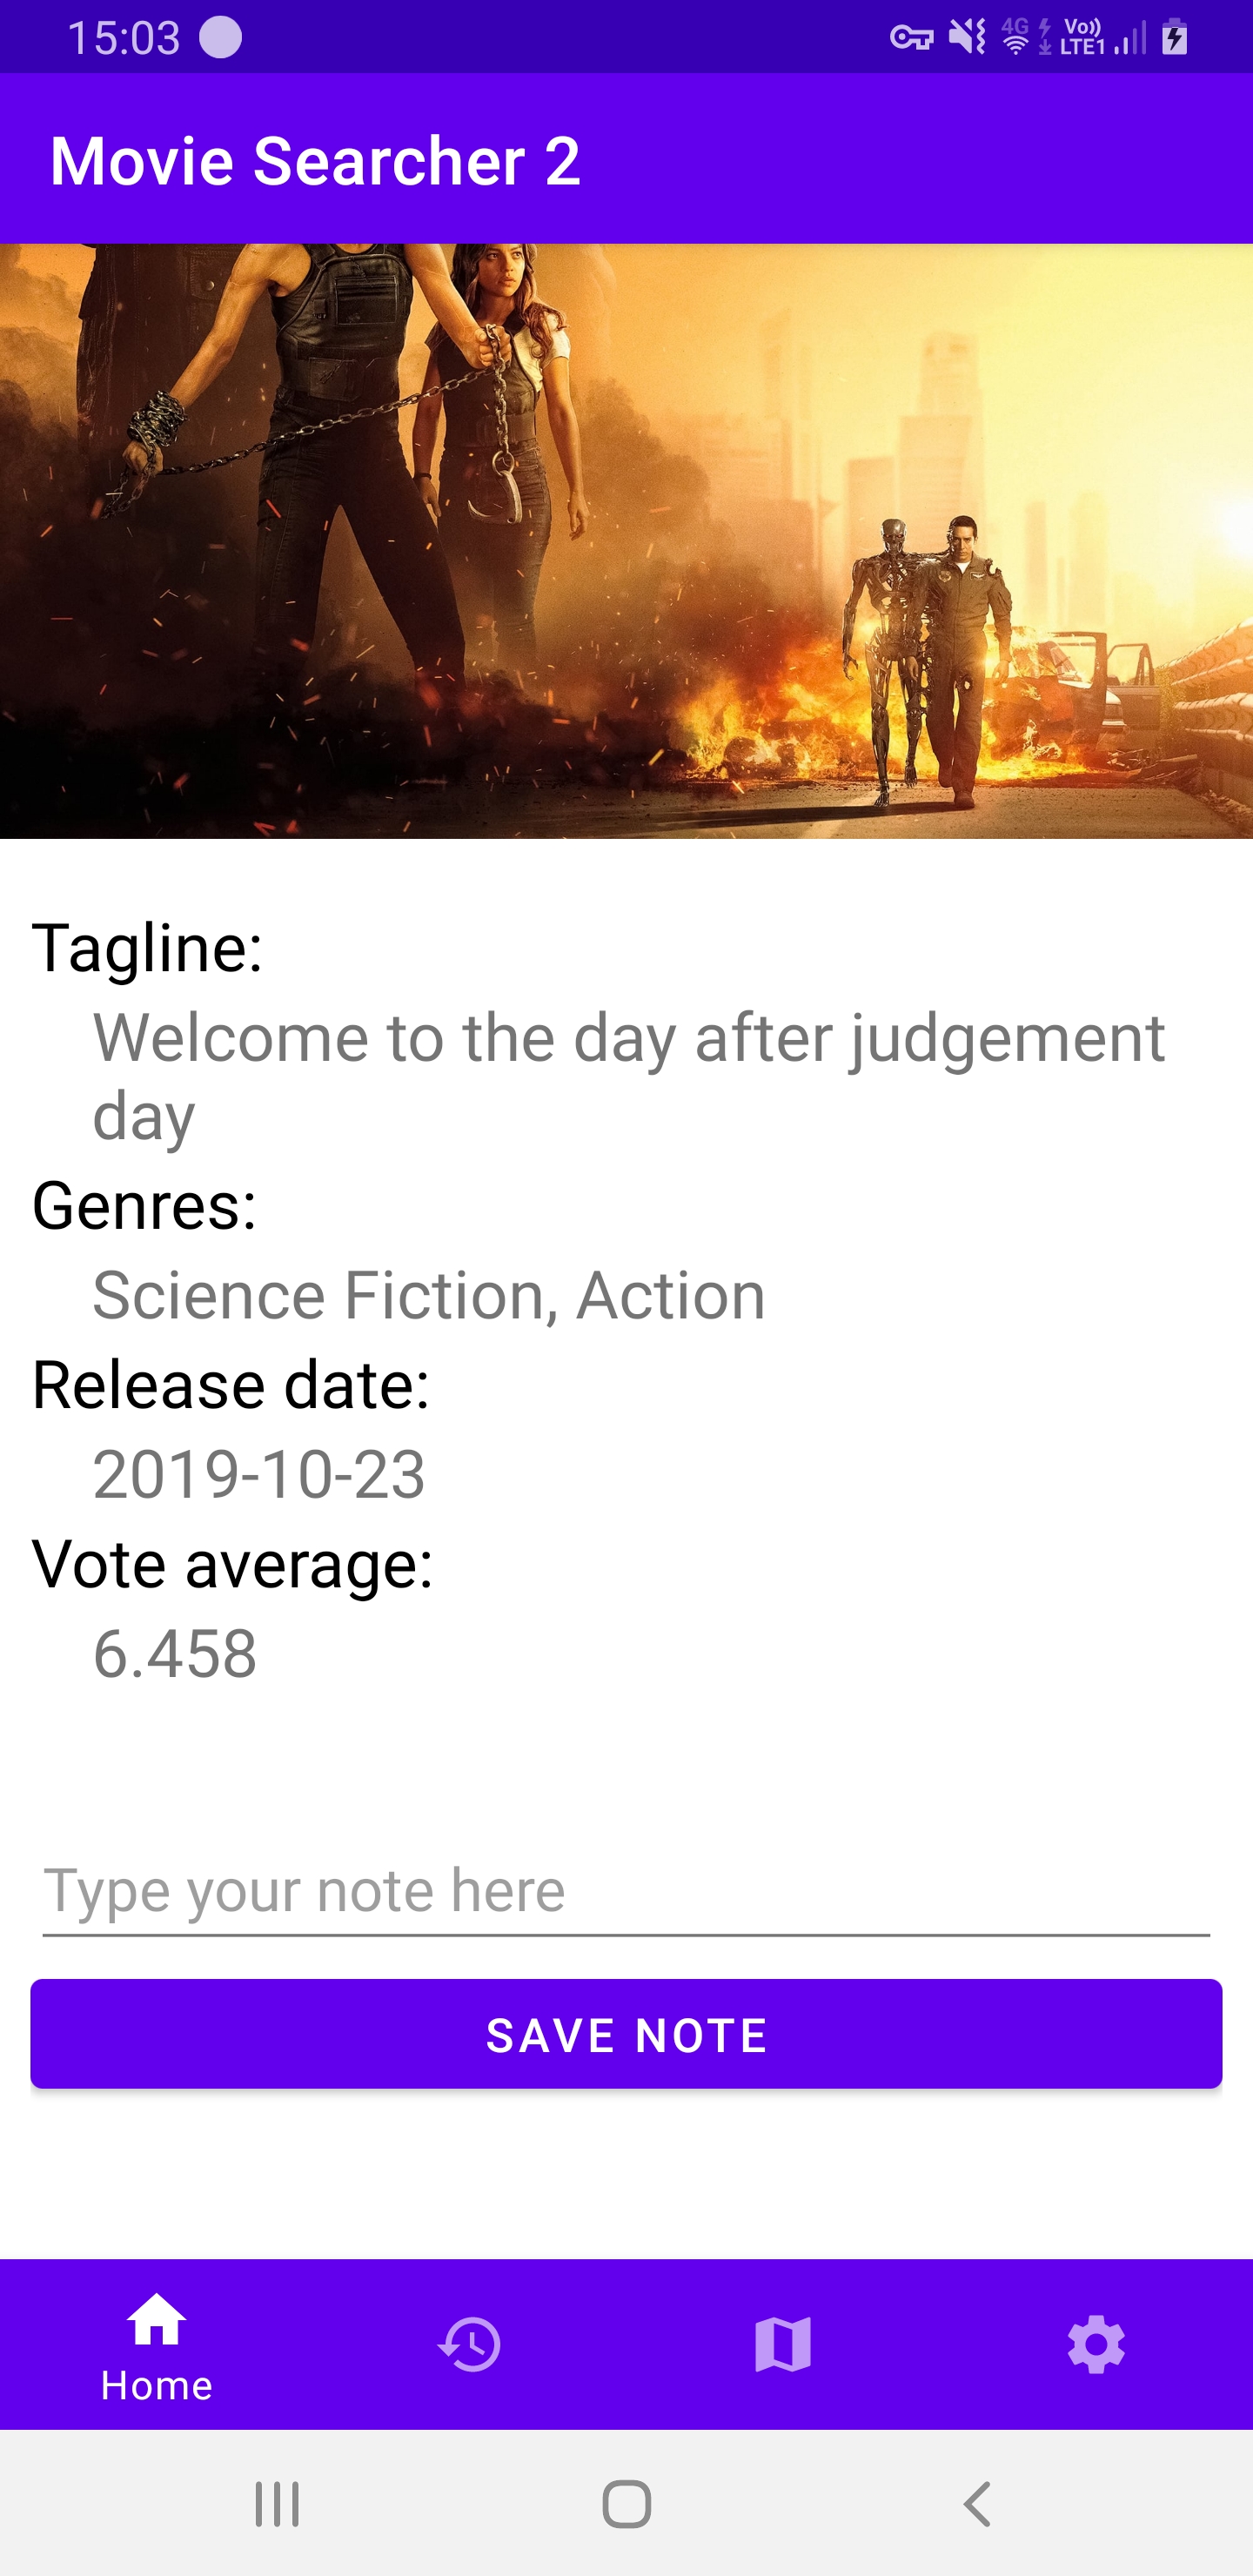 15:03 4G Vo)) LTE1
Movie Searcher 2
Tagline:
Welcome to the day after judgement
day
Genres:
Science Fiction, Action
Release date:
2019-10-23
Vote average:
6.458
Type your note here
SAVE NOTE
Home